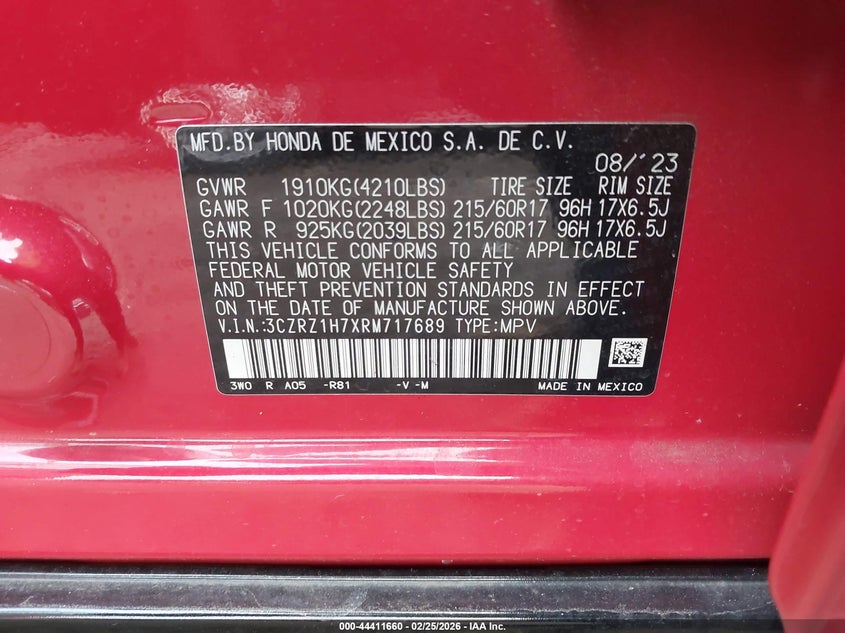 MFD.BY HONDA DE MEXICO S.A. DE C.V.
08/'23
GVWR 1910KG(4210LBS) TIRE SIZE RIM SIZE
GAWR F 1020KG(2248LBS) 215/60R17 96H 17X6.5J
GAWR R 925KG(2039LBS) 215/60R17 96H 17X6.5J
THIS VEHICLE CONFORMS TO ALL APPLICABLE
FEDERAL MOTOR VEHICLE SAFETY
AND THEFT PREVENTION STANDARDS IN EFFECT
ON THE DATE OF MANUFACTURE SHOWN ABOVE.
V.I.N.:3CZRZ1H7XRM717689 TYPE:MPV
3W0 R A05 -R81 -V -M MADE IN MEXICO
000-44411660 - 02/25/2026 - IAA Inc.